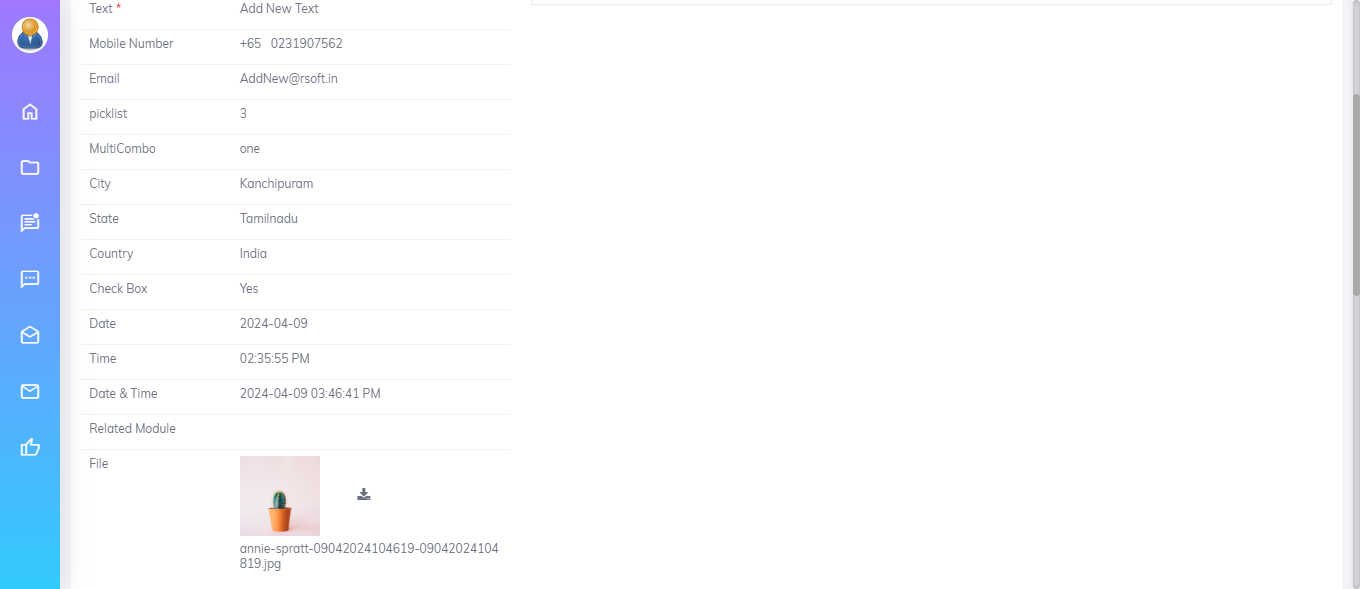 Text * Add New Text
Mobile Number +65 0231907562
Email AddNew@rsoft.in
picklist 3
MultiCombo one
City Kanchipuram
State Tamilnadu
Country India
Check Box Yes
Date 2024-04-09
Time 02:35:55 PM
Date & Time 2024-04-09 03:46:41 PM
Related Module
File
annie-spratt-09042024104619-09042024104
819.jpg